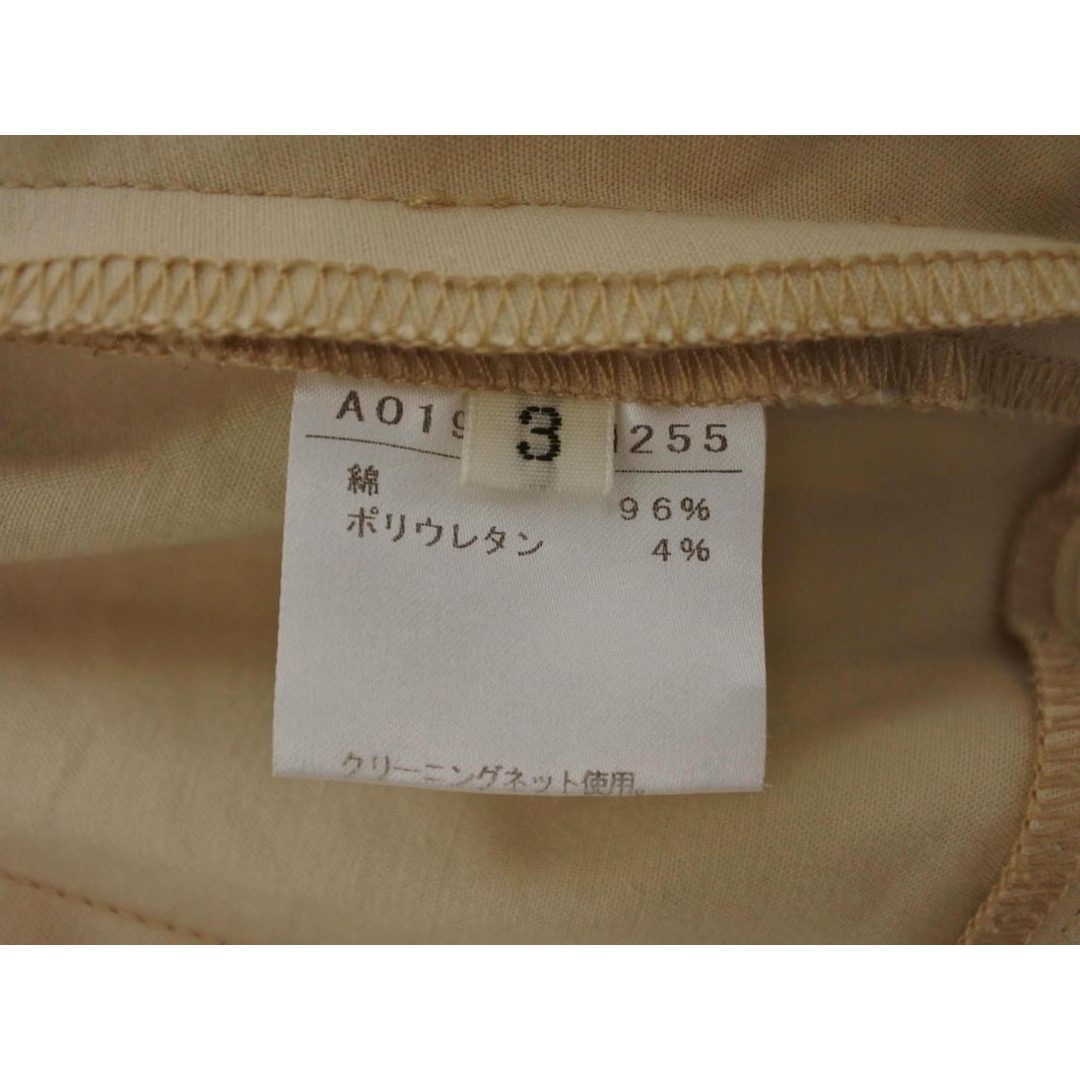 A019
3
255
綿 96%
ポリウレタン 4%
クリーニングネット使用。